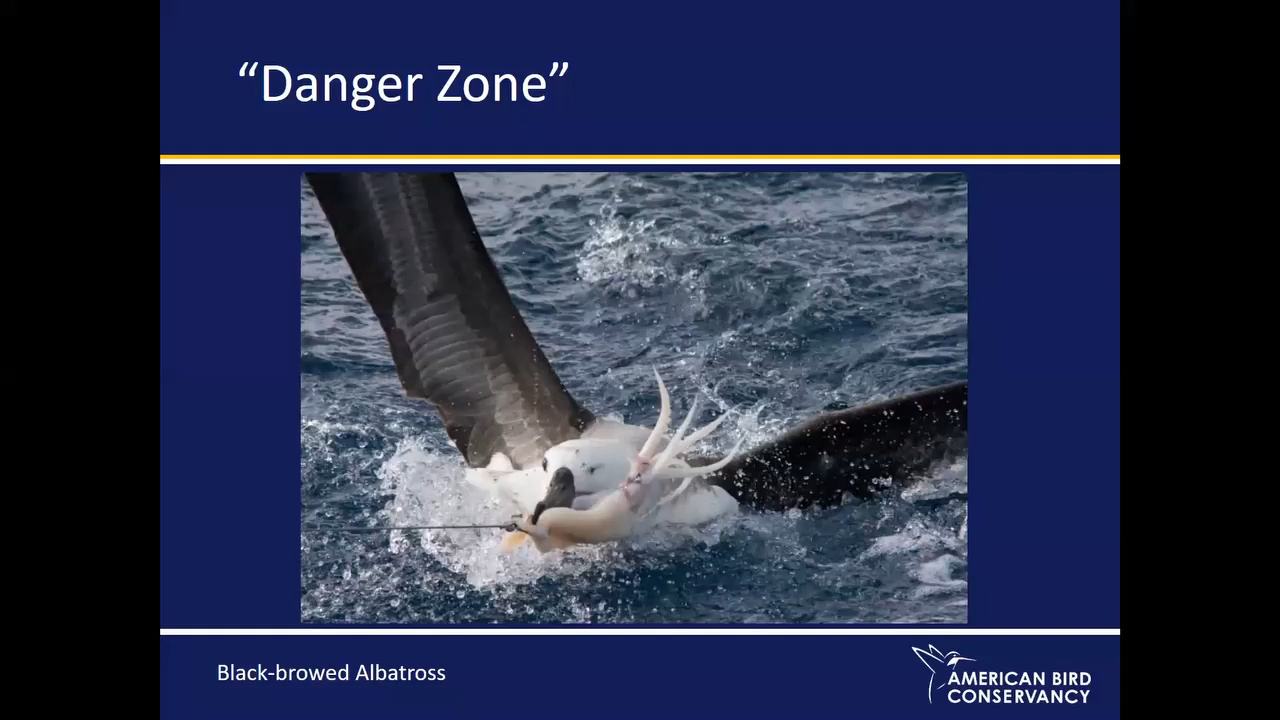 “Danger Zone”
Black-browed Albatross
AMERICAN BIRD
CONSERVANCY